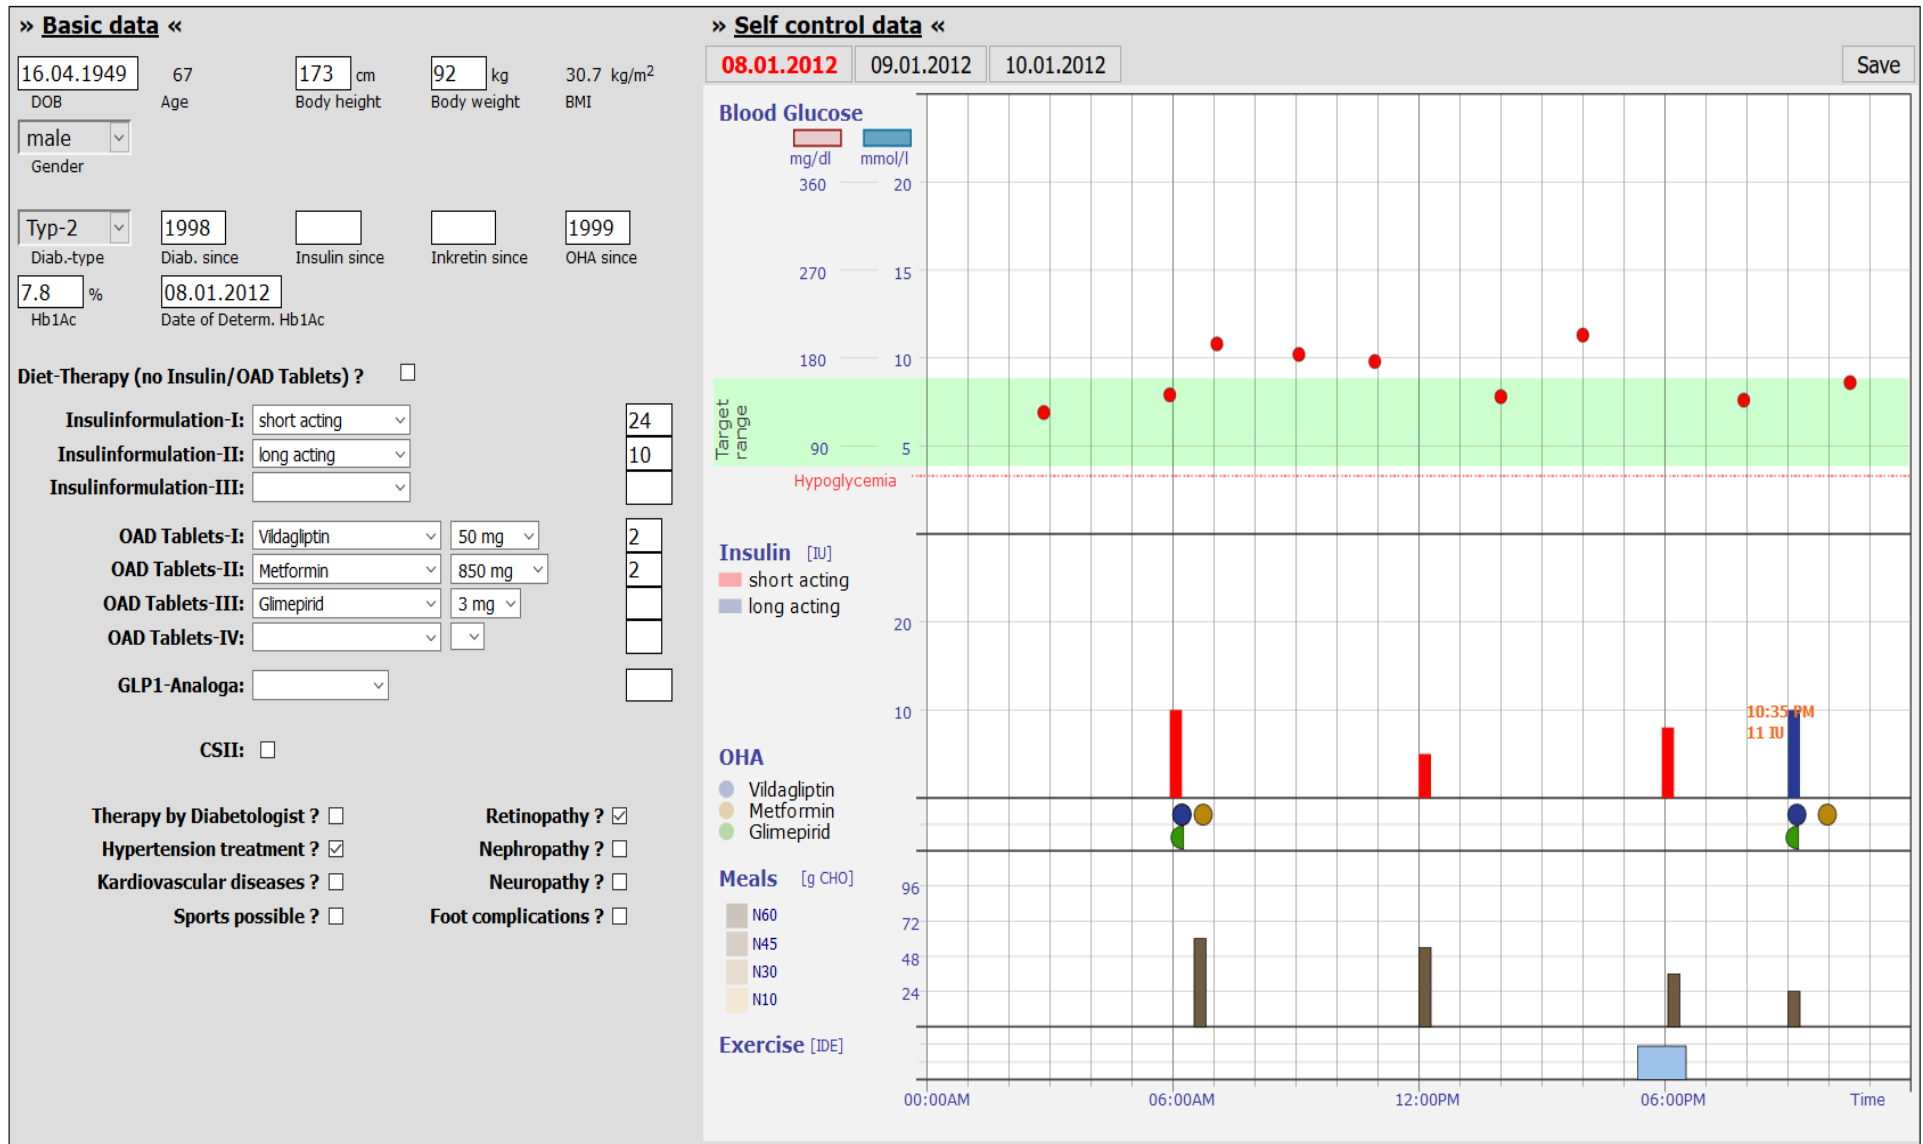 » Basic data «
16.04.1949 67 173 cm 92 kg 30.7 kg/m²
DOB Age Body height Body weight BMI
male
Gender
Typ-2 1998 1999
Diab.-type Diab. since Insulin since Inkretin since OHA since
7.8 % 08.01.2012
Hb1Ac Date of Determ. Hb1Ac
Diet-Therapy (no Insulin/OAD Tablets) ?
Insulinformulation-I: short acting 24
Insulinformulation-II: long acting 10
Insulinformulation-III:
OAD Tablets-I: Vildagliptin 50 mg 2
OAD Tablets-II: Metformin 850 mg 2
OAD Tablets-III: Glimepirid 3 mg
OAD Tablets-IV:
GLP1-Analoga:
CSII:
Therapy by Diabetologist ? Retinopathy ?
Hypertension treatment ? Nephropathy ?
Kardiovascular diseases ? Neuropathy ?
Sports possible ? Foot complications ?
» Self control data «
08.01.2012 09.01.2012 10.01.2012 Save
Blood Glucose
mg/dl mmol/l
360 20
270 15
180 10
Target
range
90 5
Hypoglycemia
Insulin [IU]
short acting
long acting
20
10
10:35 PM
11 IU
OHA
Vildagliptin
Metformin
Glimepirid
Meals [g CHO]
96
N60
72
N45
48
N30
24
N10
Exercise [IDE]
00:00AM 06:00AM 12:00PM 06:00PM Time